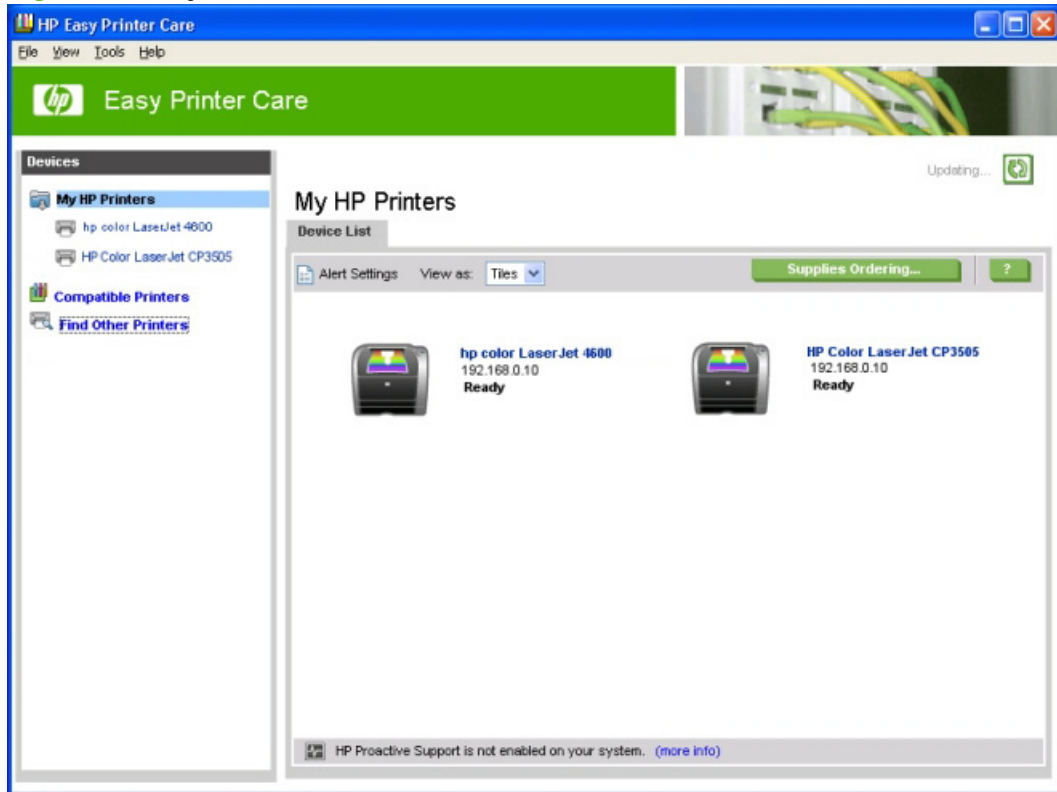 HP Easy Printer Care
File View Tools Help
hp Easy Printer Care
Devices
My HP Printers
hp color LaserJet 4600
HP Color LaserJet CP3505
Compatible Printers
Find Other Printers
Updating...
My HP Printers
Device List
Alert Settings View as: Tiles Supplies Ordering... ?
hp color LaserJet 4600
192.168.0.10
Ready
HP Color LaserJet CP3505
192.168.0.10
Ready
HP Proactive Support is not enabled on your system. (more info)